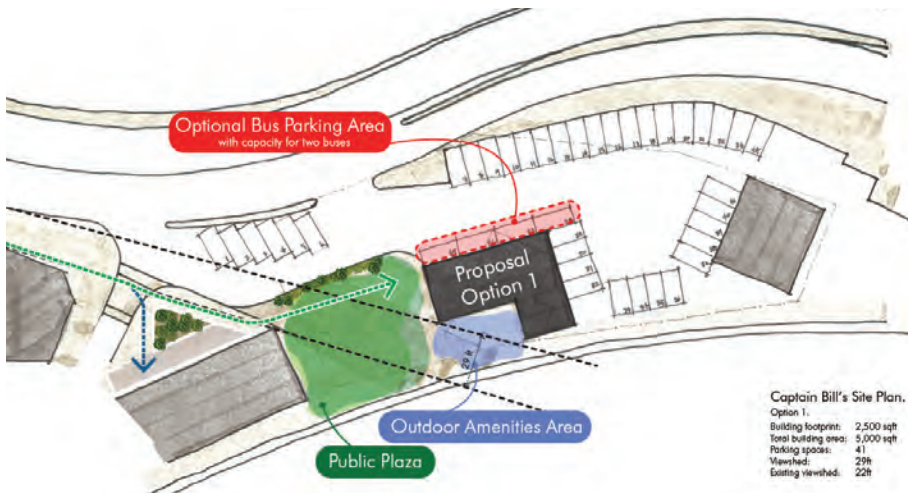 Optional Bus Parking Area
with capacity for two buses
Proposal
Option 1
29 ft
Outdoor Amenities Area
Public Plaza
Captain Bill's Site Plan.
Option 1.
Building footprint: 2,500 sqft
Total building area: 5,000 sqft
Parking spaces: 41
Viewshed: 29ft
Existing viewshed: 22ft